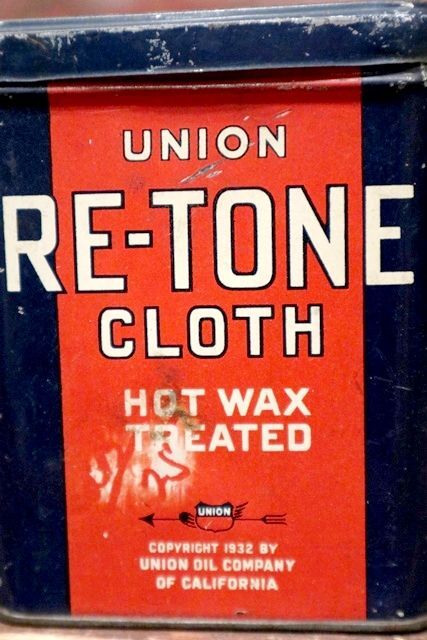 UNION
RE-TONE
CLOTH
HOT WAX
TREATED
UNION
COPYRIGHT 1932 BY
UNION OIL COMPANY
OF CALIFORNIA